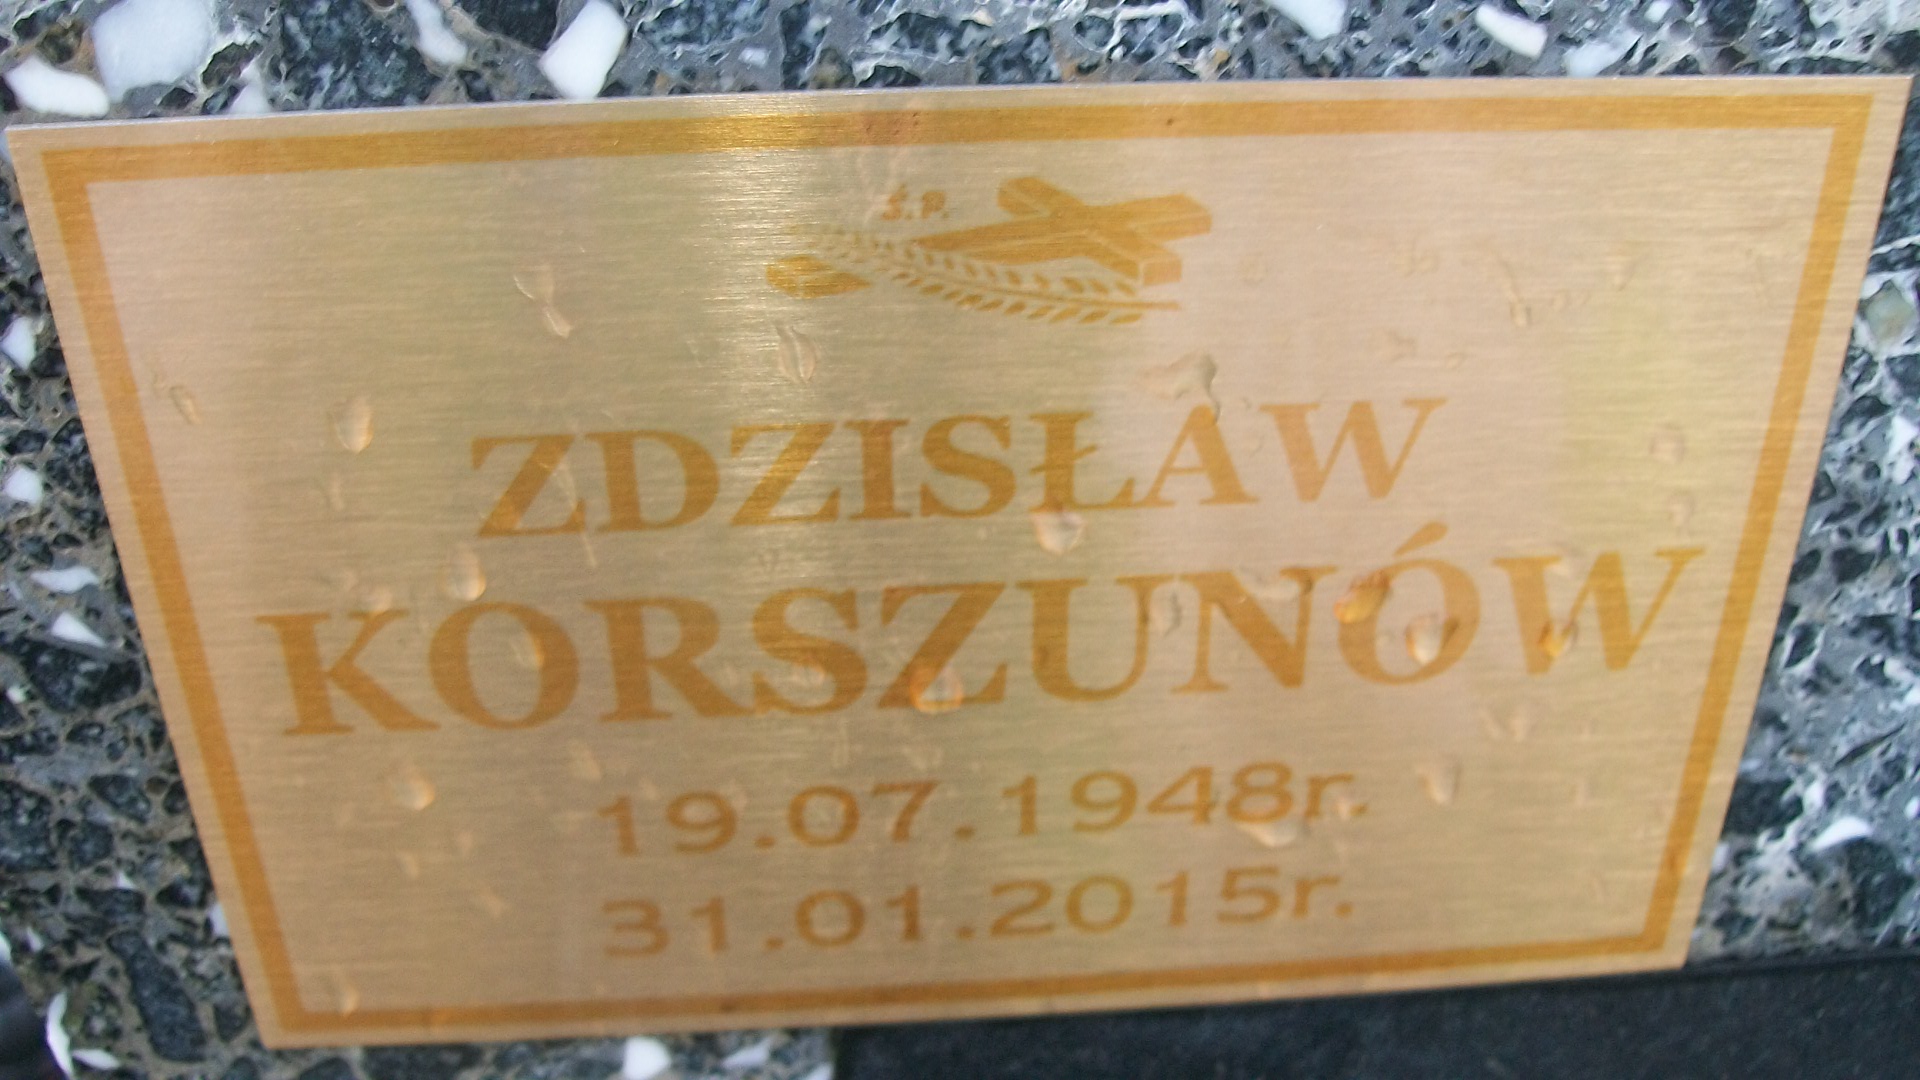 Ś.P.
ZDZISŁAW
KORSZUNÓW
19.07.1948r.
31.01.2015r.